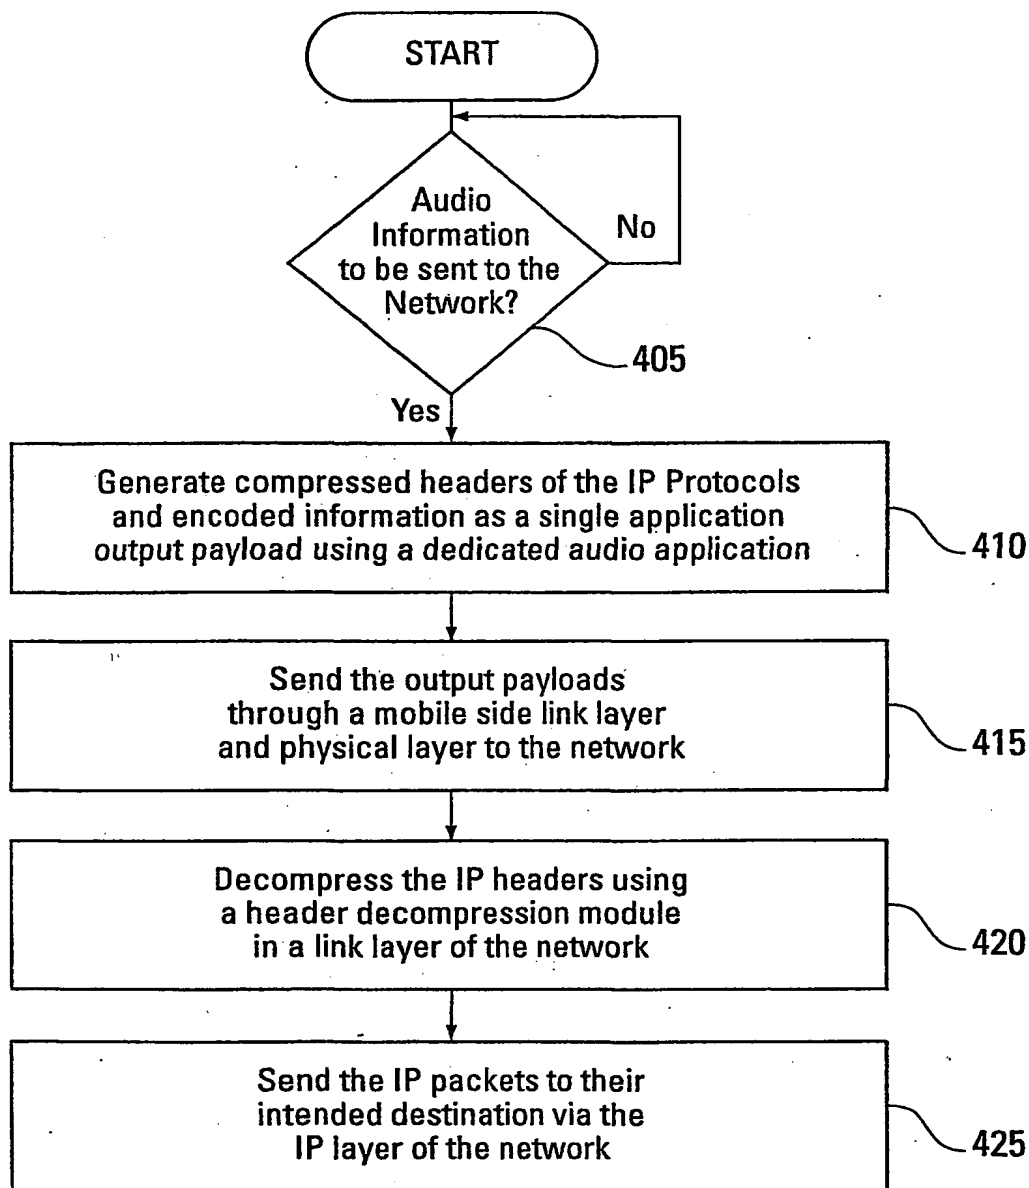 START
Audio
Information
to be sent to the
Network?
No
405
Yes
Generate compressed headers of the IP Protocols
and encoded information as a single application
output payload using a dedicated audio application
410
Send the output payloads
through a mobile side link layer
and physical layer to the network
415
Decompress the IP headers using
a header decompression module
in a link layer of the network
420
Send the IP packets to their
intended destination via the
IP layer of the network
425